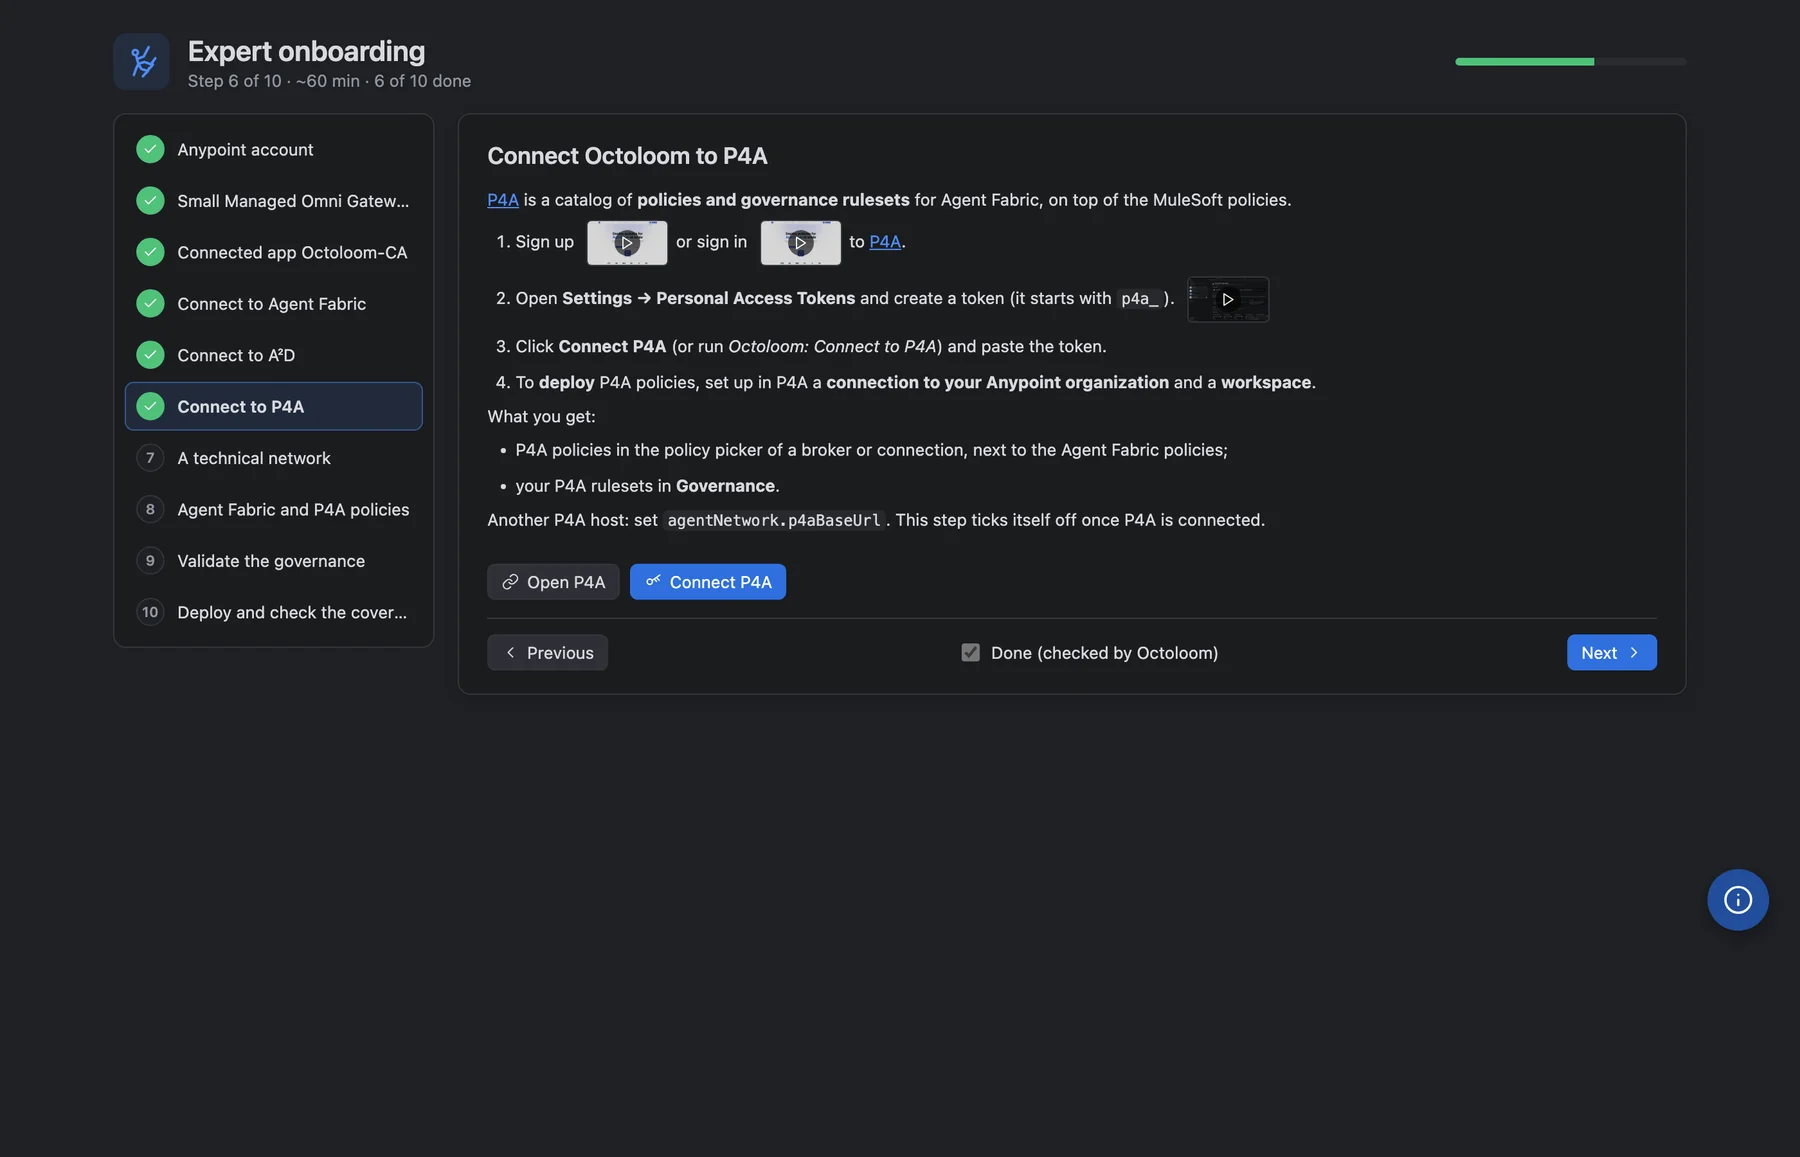 Expert onboarding
Step 6 of 10 · ~60 min · 6 of 10 done
Anypoint account
Small Managed Omni Gatew...
Connected app Octoloom-CA
Connect to Agent Fabric
Connect to A²D
Connect to P4A
7 A technical network
8 Agent Fabric and P4A policies
9 Validate the governance
10 Deploy and check the cover...
Connect Octoloom to P4A
P4A is a catalog of policies and governance rulesets for Agent Fabric, on top of the MuleSoft policies.
1. Sign up or sign in to P4A.
2. Open Settings → Personal Access Tokens and create a token (it starts with p4a_ ).
3. Click Connect P4A (or run Octoloom: Connect to P4A) and paste the token.
4. To deploy P4A policies, set up in P4A a connection to your Anypoint organization and a workspace.
What you get:
• P4A policies in the policy picker of a broker or connection, next to the Agent Fabric policies;
• your P4A rulesets in Governance.
Another P4A host: set agentNetwork.p4aBaseUrl . This step ticks itself off once P4A is connected.
Open P4A
Connect P4A
Previous
Done (checked by Octoloom)
Next